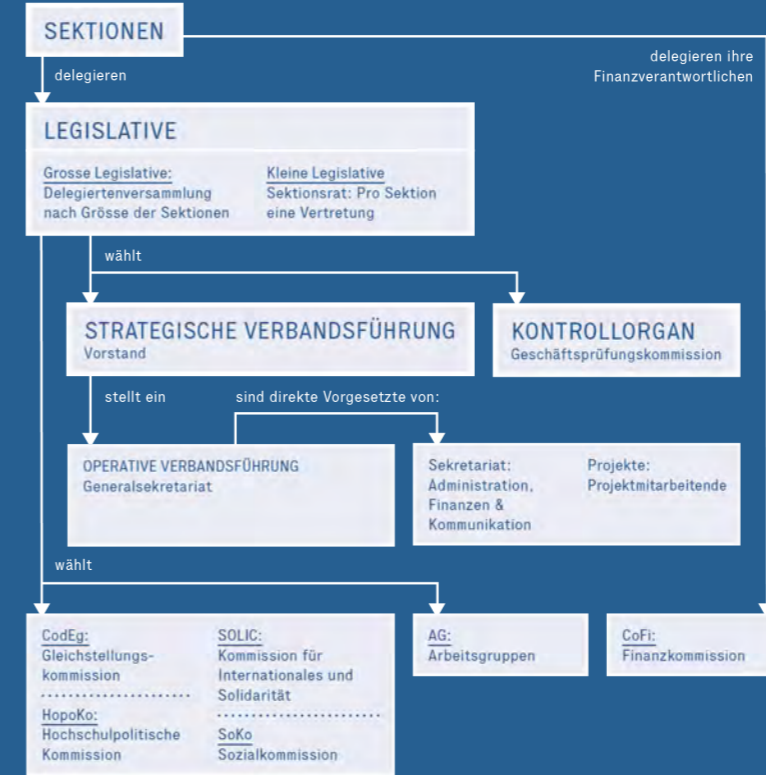 SEKTIONEN
delegieren
delegieren ihre
Finanzverantwortlichen
LEGISLATIVE
Grosse Legislative:
Delegiertenversammlung
nach Grösse der Sektionen
Kleine Legislative
Sektionsrat: Pro Sektion
eine Vertretung
wählt
STRATEGISCHE VERBANDSFÜHRUNG
Vorstand
KONTROLLORGAN
Geschäftsprüfungskommission
stellt ein
sind direkte Vorgesetzte von:
OPERATIVE VERBANDSFÜHRUNG
Generalsekretariat
Sekretariat:
Administration,
Finanzen &
Kommunikation
Projekte:
Projektmitarbeitende
wählt
CodEg:
Gleichstellungs-
kommission
HopoKo:
Hochschulpolitische
Kommission
SOLIC:
Kommission für
Internationales und
Solidarität
SoKo
Sozialkommission
AG:
Arbeitsgruppen
CoFi:
Finanzkommission